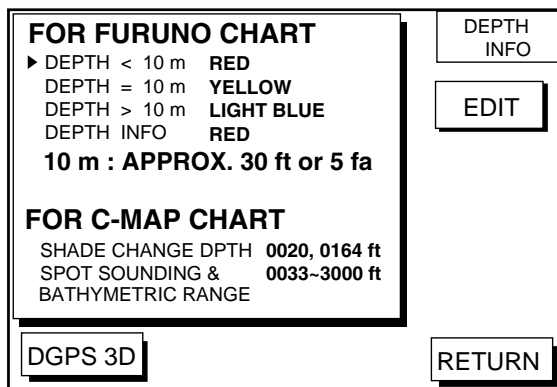 FOR FURUNO CHART
DEPTH < 10 m RED
DEPTH = 10 m YELLOW
DEPTH > 10 m LIGHT BLUE
DEPTH INFO RED
10 m : APPROX. 30 ft or 5 fa
FOR C-MAP CHART
SHADE CHANGE DPTH 0020, 0164 ft
SPOT SOUNDING & 0033~3000 ft
BATHYMETRIC RANGE
DEPTH
INFO
EDIT
DGPS 3D
RETURN